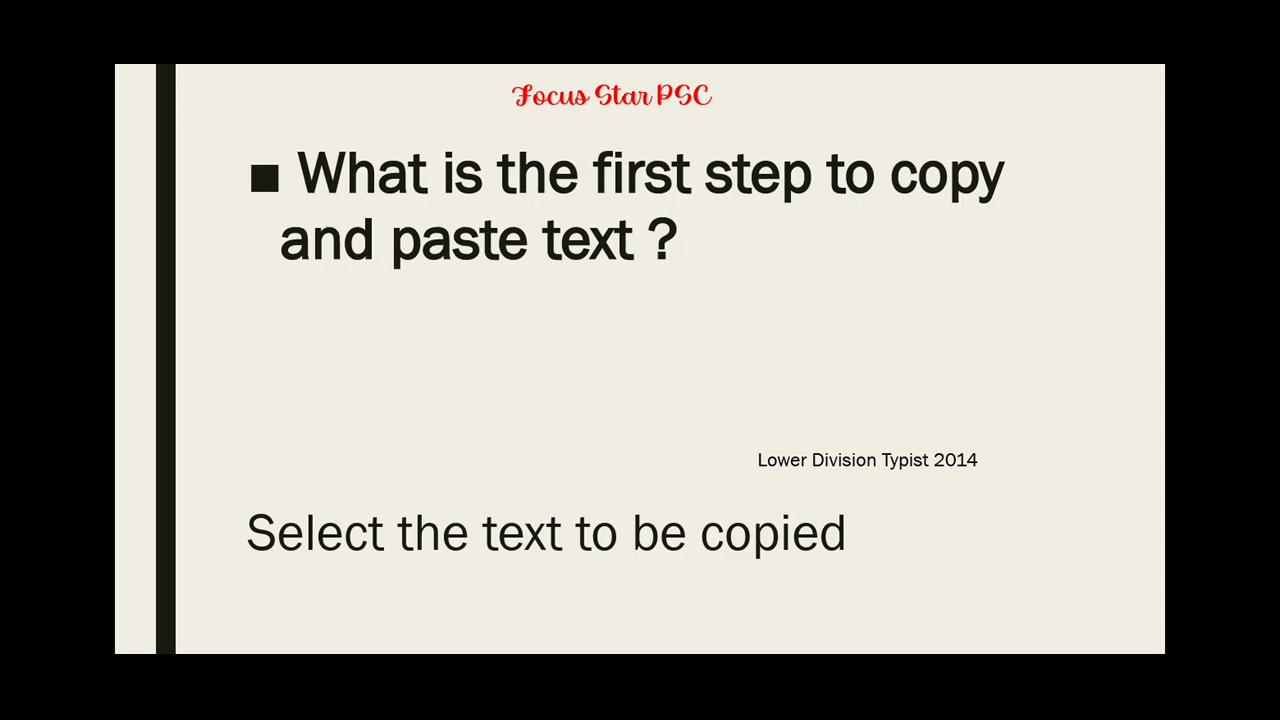 Focus Star PSC
■ What is the first step to copy
and paste text ?
Lower Division Typist 2014
Select the text to be copied